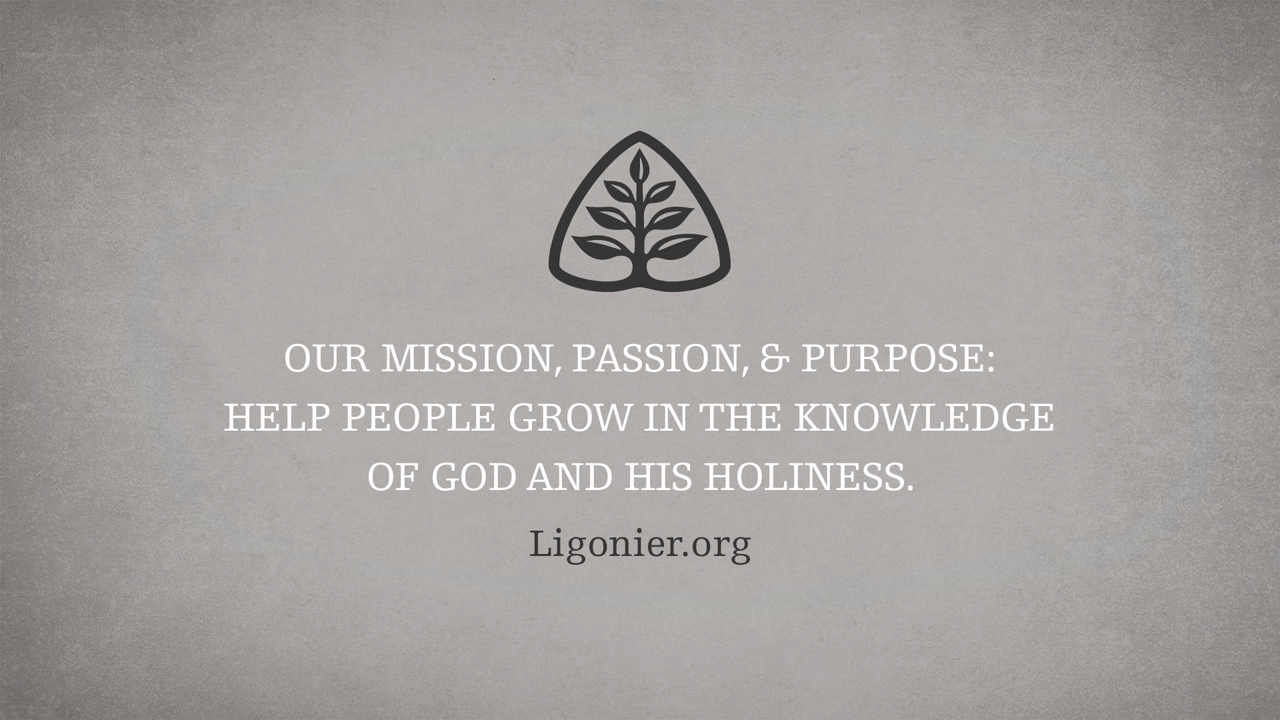 OUR MISSION, PASSION, & PURPOSE:
HELP PEOPLE GROW IN THE KNOWLEDGE
OF GOD AND HIS HOLINESS.
Ligonier.org